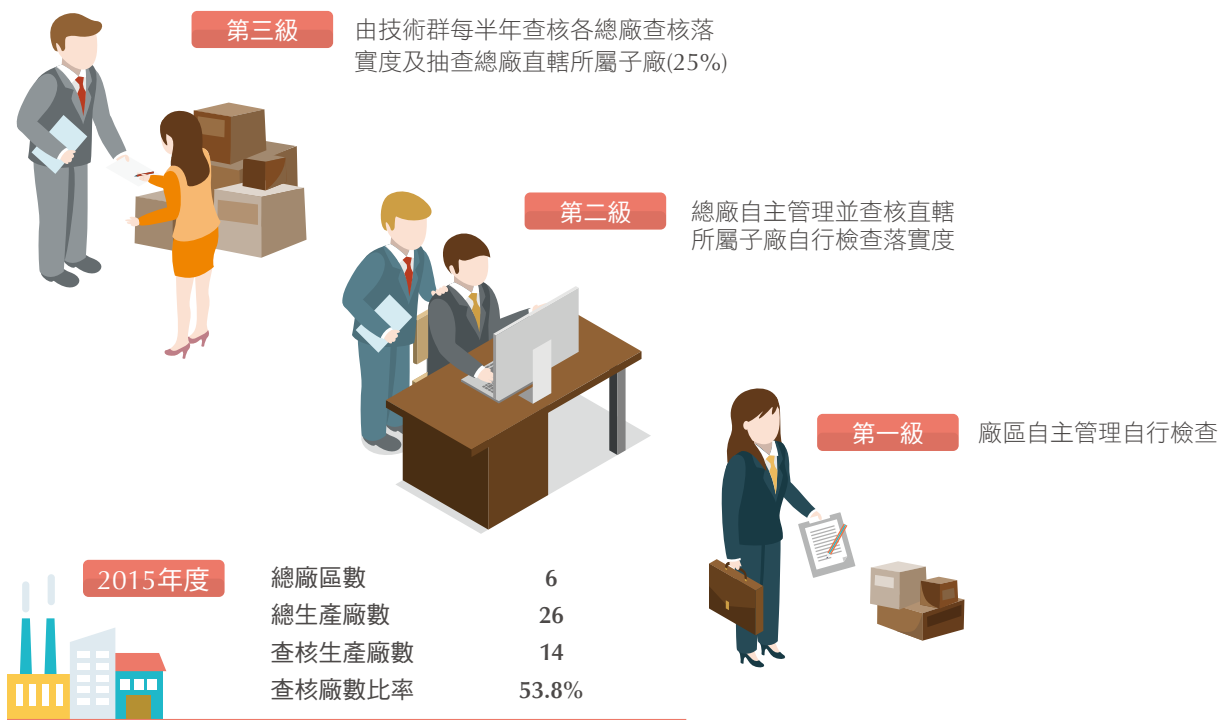 第三級
由技術群每半年查核各總廠查核落
實度及抽查總廠直轄所屬子廠(25%)
第二級
總廠自主管理並查核直轄
所屬子廠自行檢查落實度
第一級
廠區自主管理自行檢查
2015年度
總廠區數 6
總生產廠數 26
查核生產廠數 14
查核廠數比率 53.8%